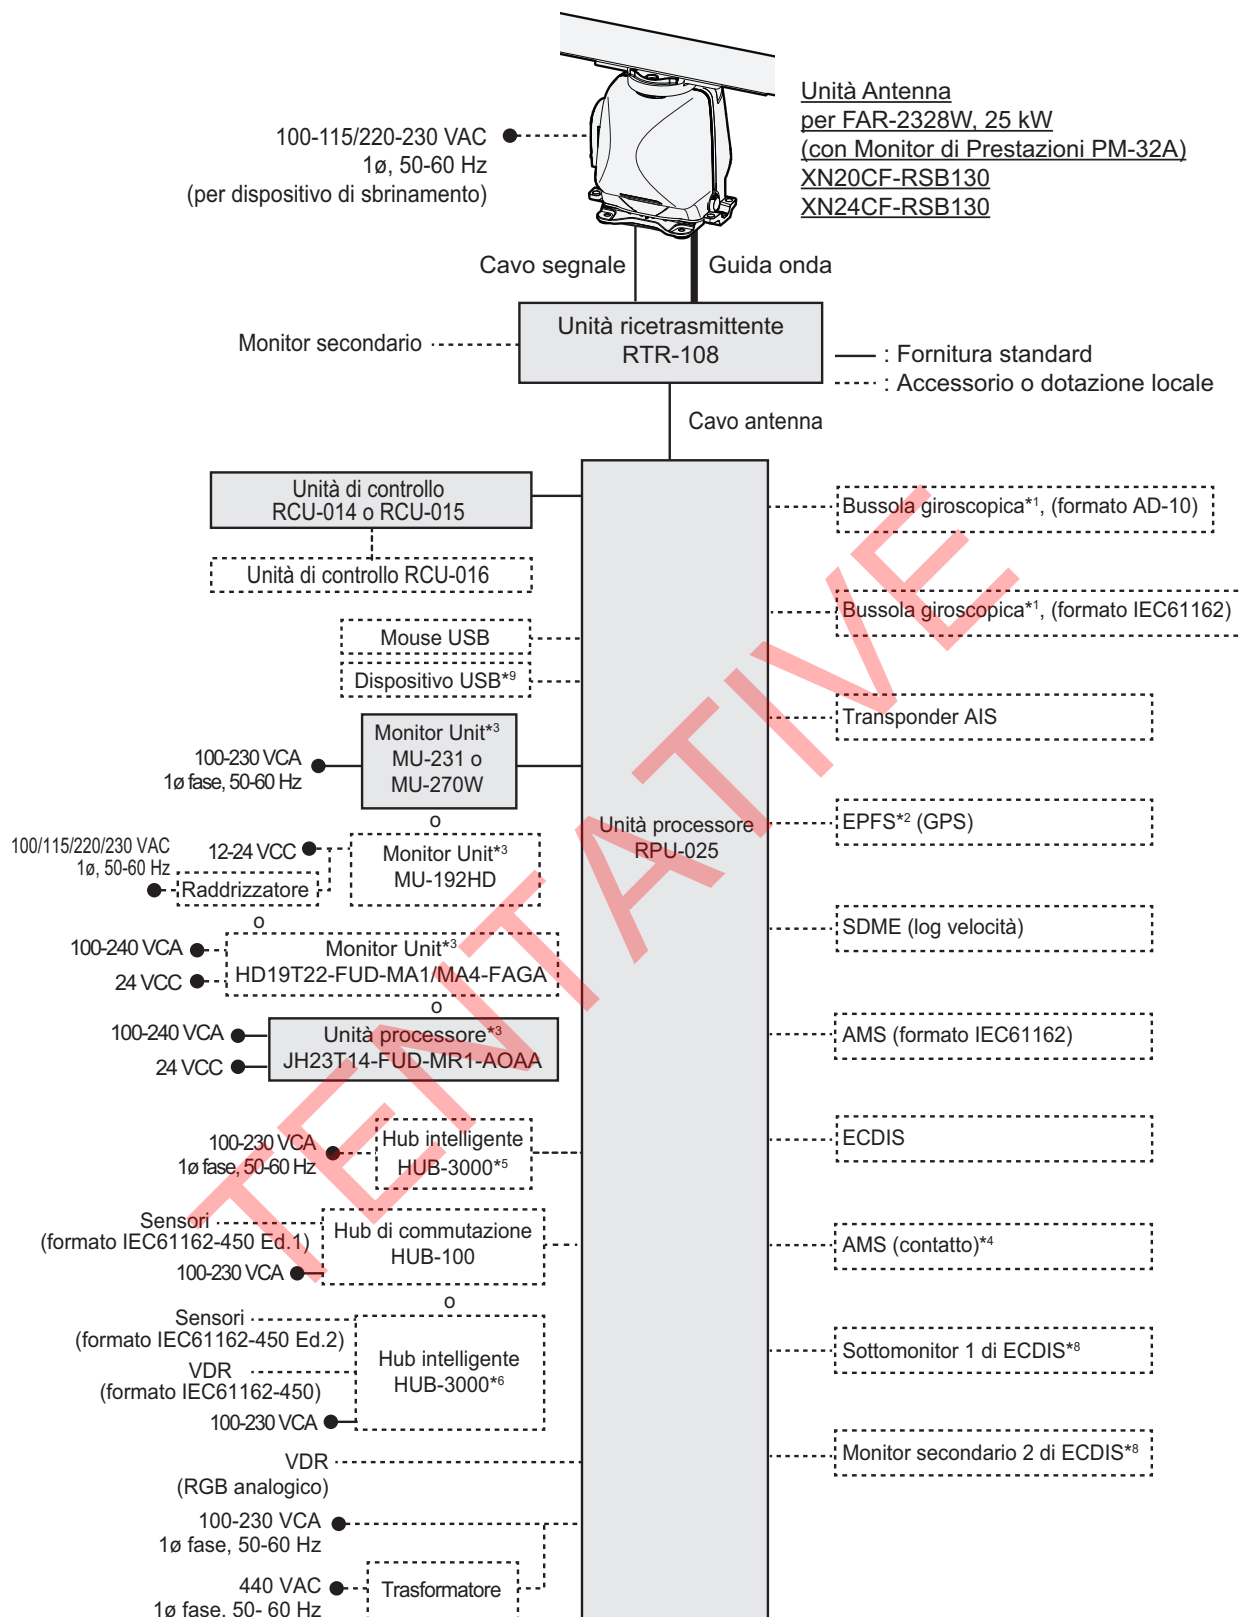 Unità Antenna
per FAR-2328W, 25 kW
(con Monitor di Prestazioni PM-32A)
XN20CF-RSB130
XN24CF-RSB130
100-115/220-230 VAC
1ø, 50-60 Hz
(per dispositivo di sbrinamento)
Cavo segnale
Guida onda
Unità ricetrasmittente
RTR-108
Monitor secondario
: Fornitura standard
: Accessorio o dotazione locale
Cavo antenna
Unità di controllo
RCU-014 o RCU-015
Unità di controllo RCU-016
Mouse USB
Dispositivo USB*9
Monitor Unit*3
MU-231 o
MU-270W
100-230 VCA
1ø fase, 50-60 Hz
o
100/115/220/230 VAC
1ø, 50-60 Hz
12-24 VCC
Raddrizzatore
Monitor Unit*3
MU-192HD
o
100-240 VCA
24 VCC
Monitor Unit*3
HD19T22-FUD-MA1/MA4-FAGA
o
100-240 VCA
24 VCC
Unità processore*3
JH23T14-FUD-MR1-AOAA
100-230 VCA
1ø fase, 50-60 Hz
Hub intelligente
HUB-3000*5
Sensori
(formato IEC61162-450 Ed.1)
100-230 VCA
Hub di commutazione
HUB-100
o
Sensori
(formato IEC61162-450 Ed.2)
VDR
(formato IEC61162-450)
100-230 VCA
Hub intelligente
HUB-3000*6
VDR
(RGB analogico)
100-230 VCA
1ø fase, 50-60 Hz
440 VAC
1ø fase, 50- 60 Hz
Trasformatore
Unità processore
RPU-025
Bussola giroscopica*1, (formato AD-10)
Bussola giroscopica*1, (formato IEC61162)
Transponder AIS
EPFS*2 (GPS)
SDME (log velocità)
AMS (formato IEC61162)
ECDIS
AMS (contatto)*4
Sottomonitor 1 di ECDIS*8
Monitor secondario 2 di ECDIS*8
TENTATIVE